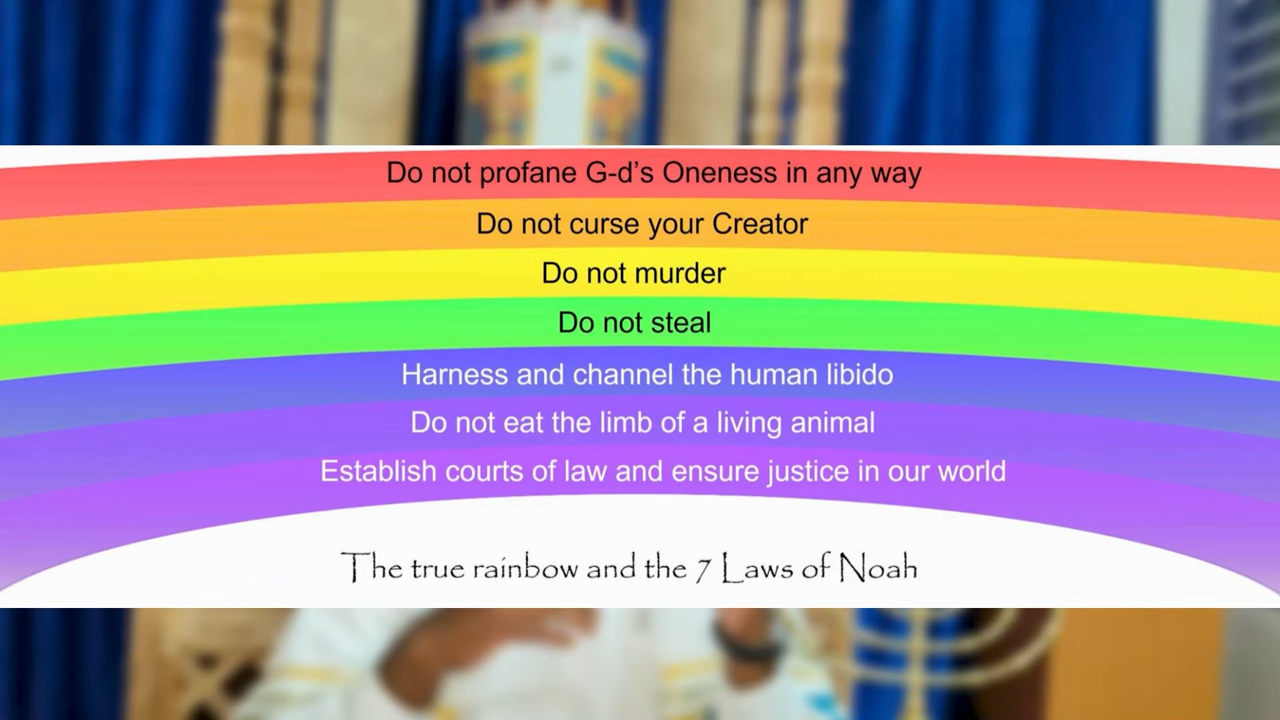 Do not profane G-d’s Oneness in any way
Do not curse your Creator
Do not murder
Do not steal
Harness and channel the human libido
Do not eat the limb of a living animal
Establish courts of law and ensure justice in our world
The true rainbow and the 7 Laws of Noah